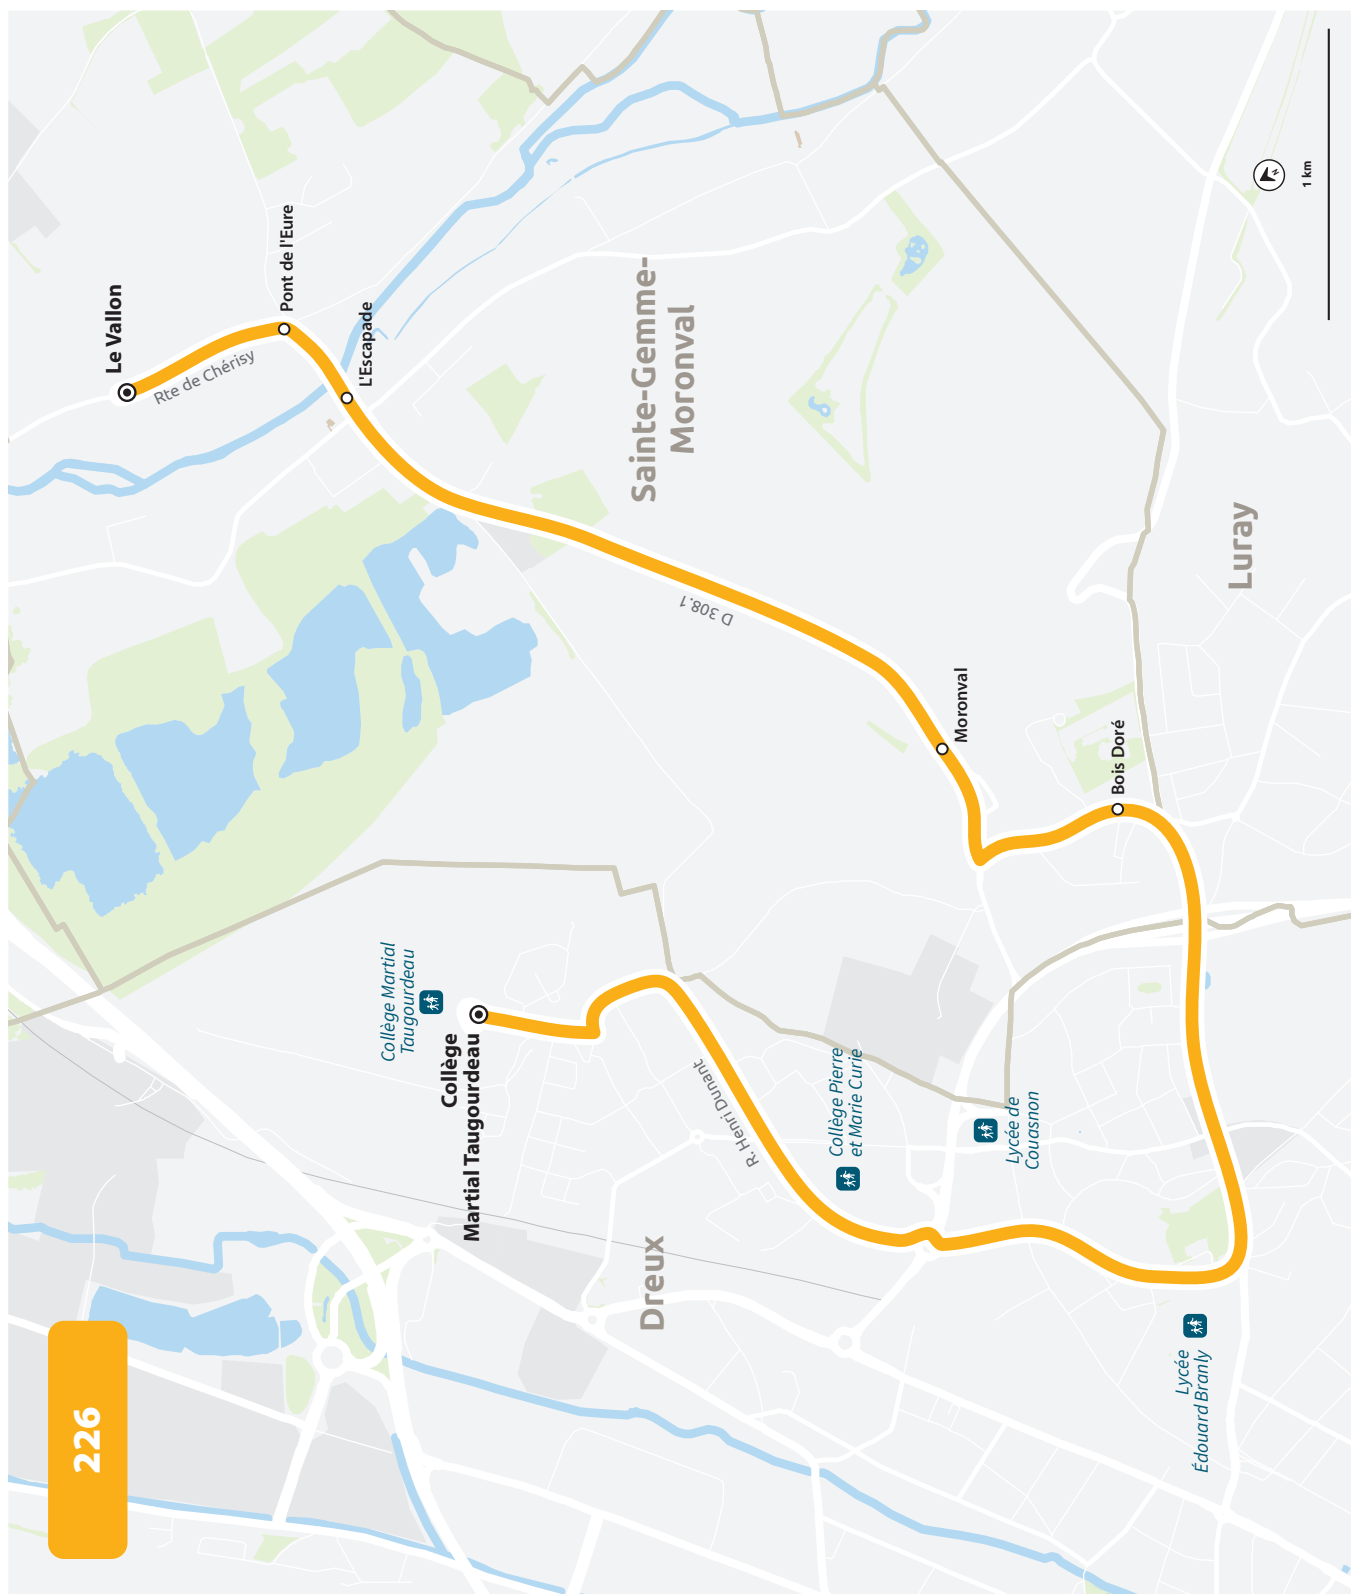 226
Le Vallon
Rte de Chérisy
Pont de l'Eure
L'Escapade
Sainte-Gemme-
Moronval
D 308.1
Moronval
Bois Doré
Luray
1 km
N
Collège Martial
Taugourdeau
Collège
Martial Taugourdeau
R. Henri Dunant
Collège Pierre
et Marie Curie
Lycée de
Couasnon
Dreux
Lycée
Édouard Branly